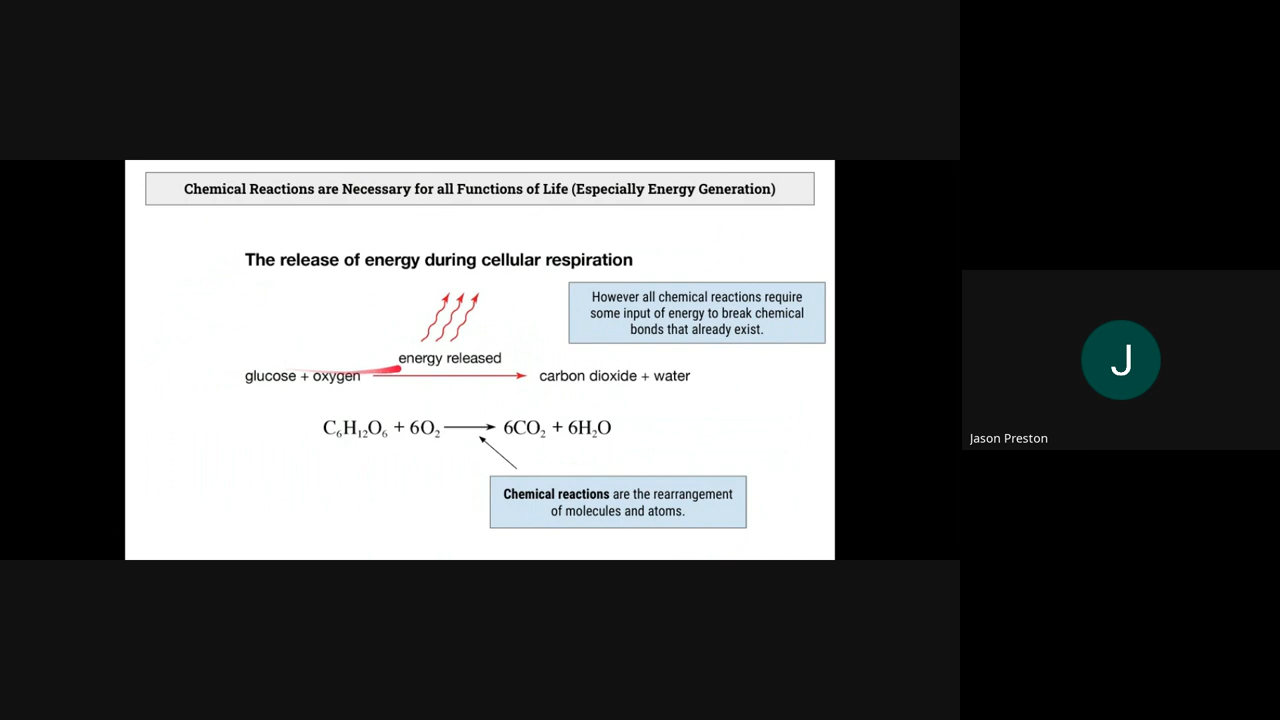 Chemical Reactions are Necessary for all Functions of Life (Especially Energy Generation)
The release of energy during cellular respiration
However all chemical reactions require
some input of energy to break chemical
bonds that already exist.
energy released
glucose + oxygen
carbon dioxide + water
C₆H₁₂O₆ + 6O₂ ⟶ 6CO₂ + 6H₂O
Chemical reactions are the rearrangement
of molecules and atoms.
J
Jason Preston